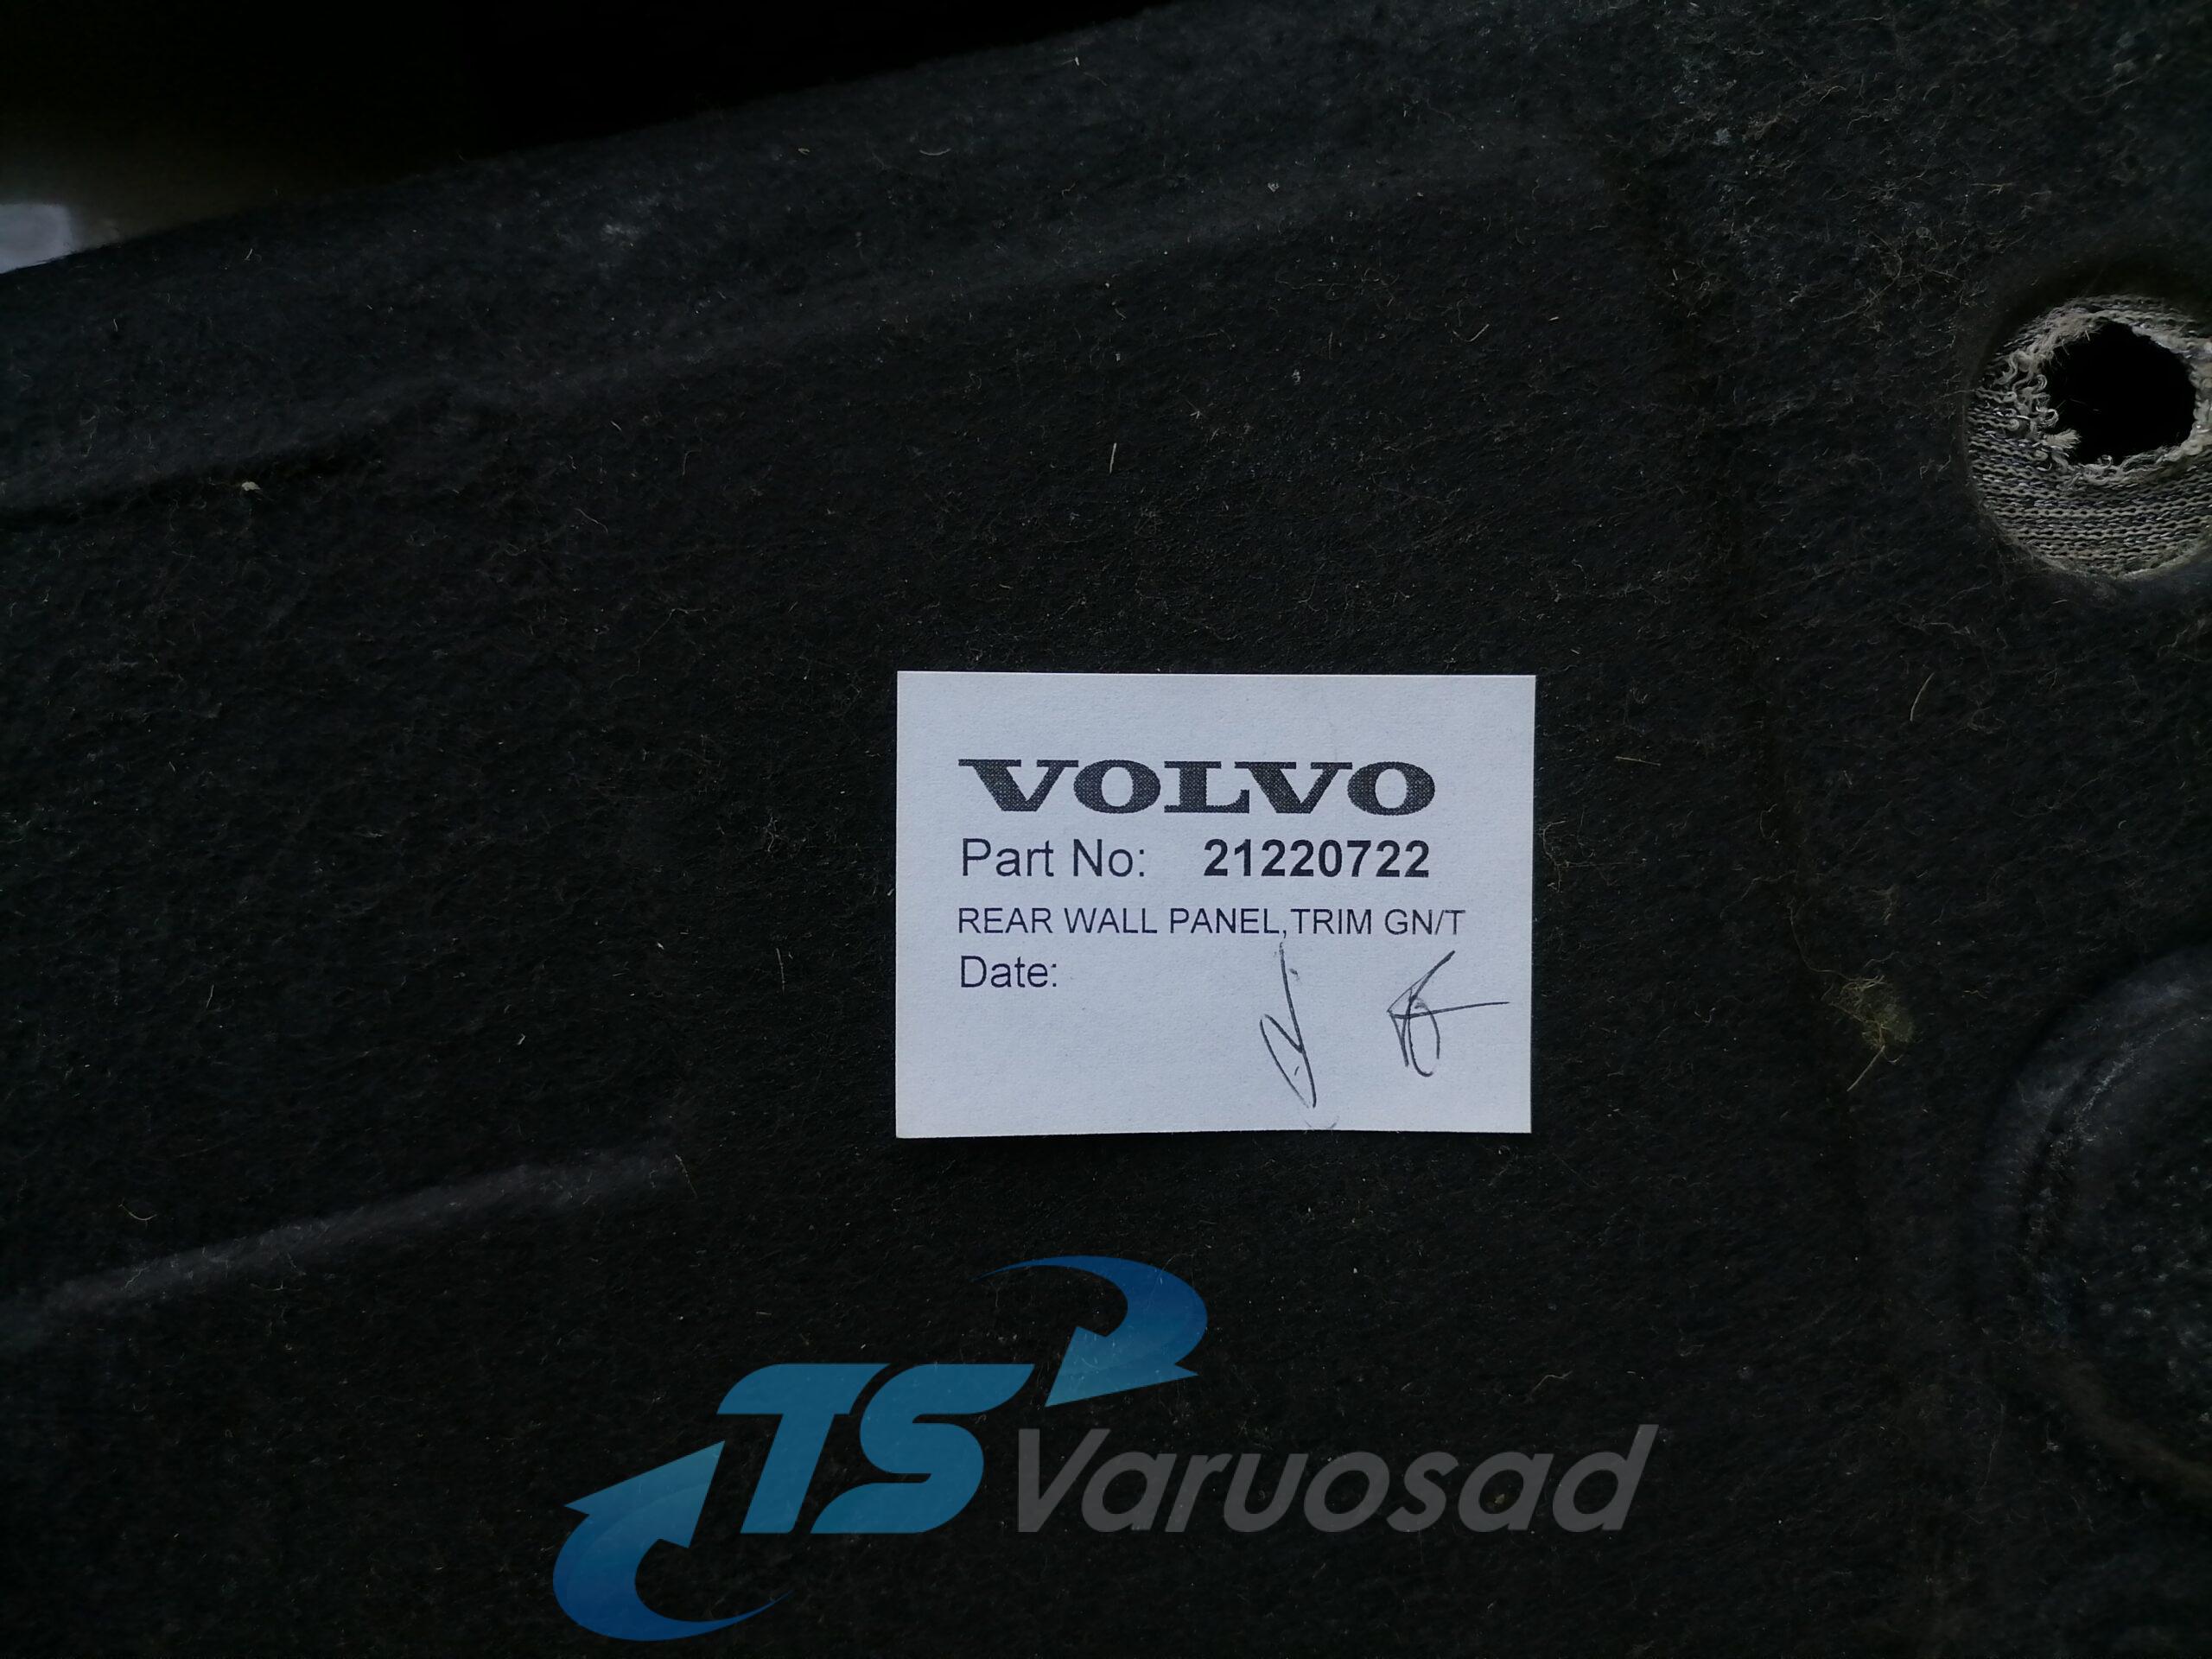 VOLVO
Part No: 21220722
REAR WALL PANEL,TRIM GN/T
Date:
TS Varuosad